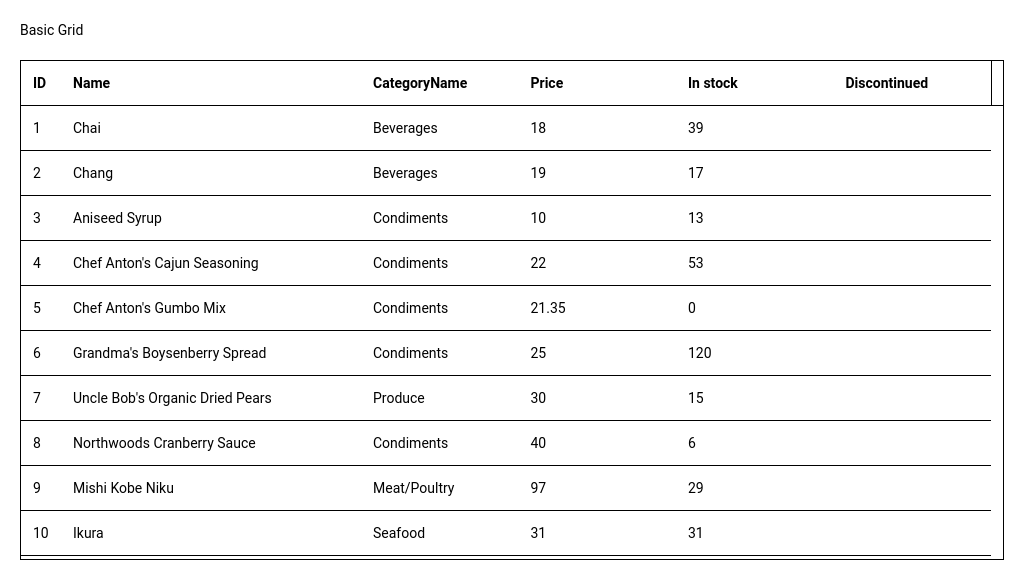 Basic Grid
ID Name CategoryName Price In stock Discontinued
1 Chai Beverages 18 39
2 Chang Beverages 19 17
3 Aniseed Syrup Condiments 10 13
4 Chef Anton's Cajun Seasoning Condiments 22 53
5 Chef Anton's Gumbo Mix Condiments 21.35 0
6 Grandma's Boysenberry Spread Condiments 25 120
7 Uncle Bob's Organic Dried Pears Produce 30 15
8 Northwoods Cranberry Sauce Condiments 40 6
9 Mishi Kobe Niku Meat/Poultry 97 29
10 Ikura Seafood 31 31